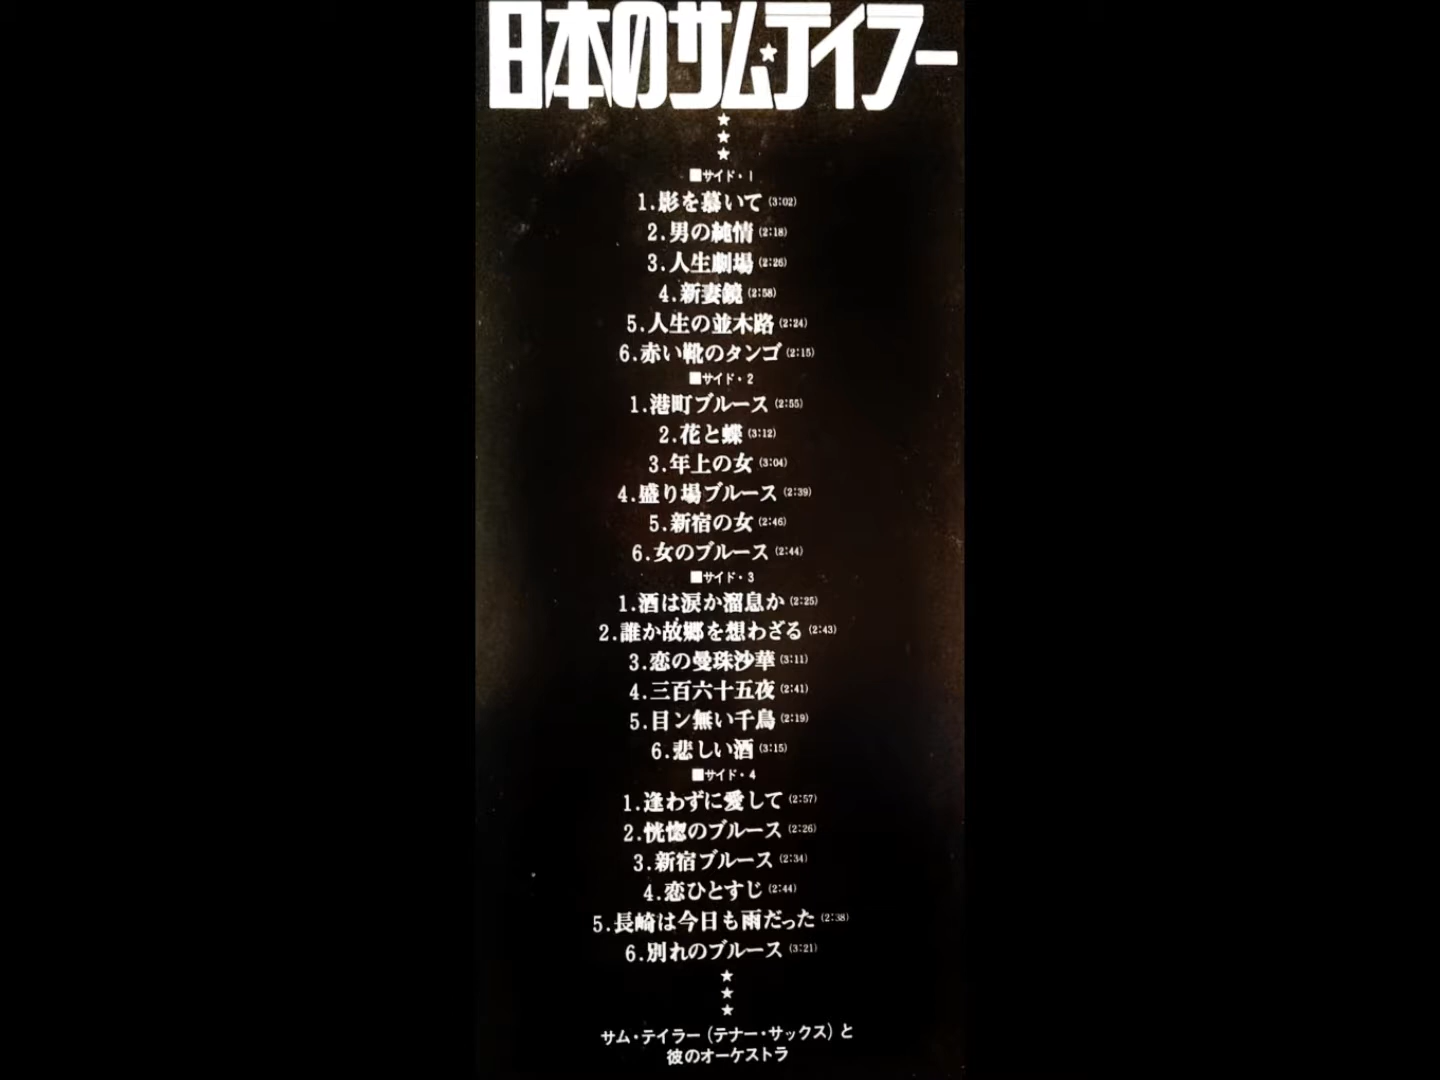 日本のサム★テイラー
★
★
★
■サイド・1
1.影を慕いて (3:02)
2.男の純情 (2:18)
3.人生劇場 (2:26)
4.新妻鏡 (2:58)
5.人生の並木路 (2:24)
6.赤い靴のタンゴ (2:15)
■サイド・2
1.港町ブルース (2:55)
2.花と蝶 (3:12)
3.年上の女 (3:04)
4.盛り場ブルース (2:39)
5.新宿の女 (2:46)
6.女のブルース (2:44)
■サイド・3
1.酒は涙か溜息か (2:25)
2.誰か故郷を想わざる (2:43)
3.恋の曼珠沙華 (3:11)
4.三百六十五夜 (2:41)
5.目ン無い千鳥 (2:19)
6.悲しい酒 (3:15)
■サイド・4
1.逢わずに愛して (2:57)
2.恍惚のブルース (2:26)
3.新宿ブルース (2:34)
4.恋ひとすじ (2:44)
5.長崎は今日も雨だった (2:38)
6.別れのブルース (3:21)
★
★
★
サム・テイラー(テナー・サックス)と
彼のオーケストラ